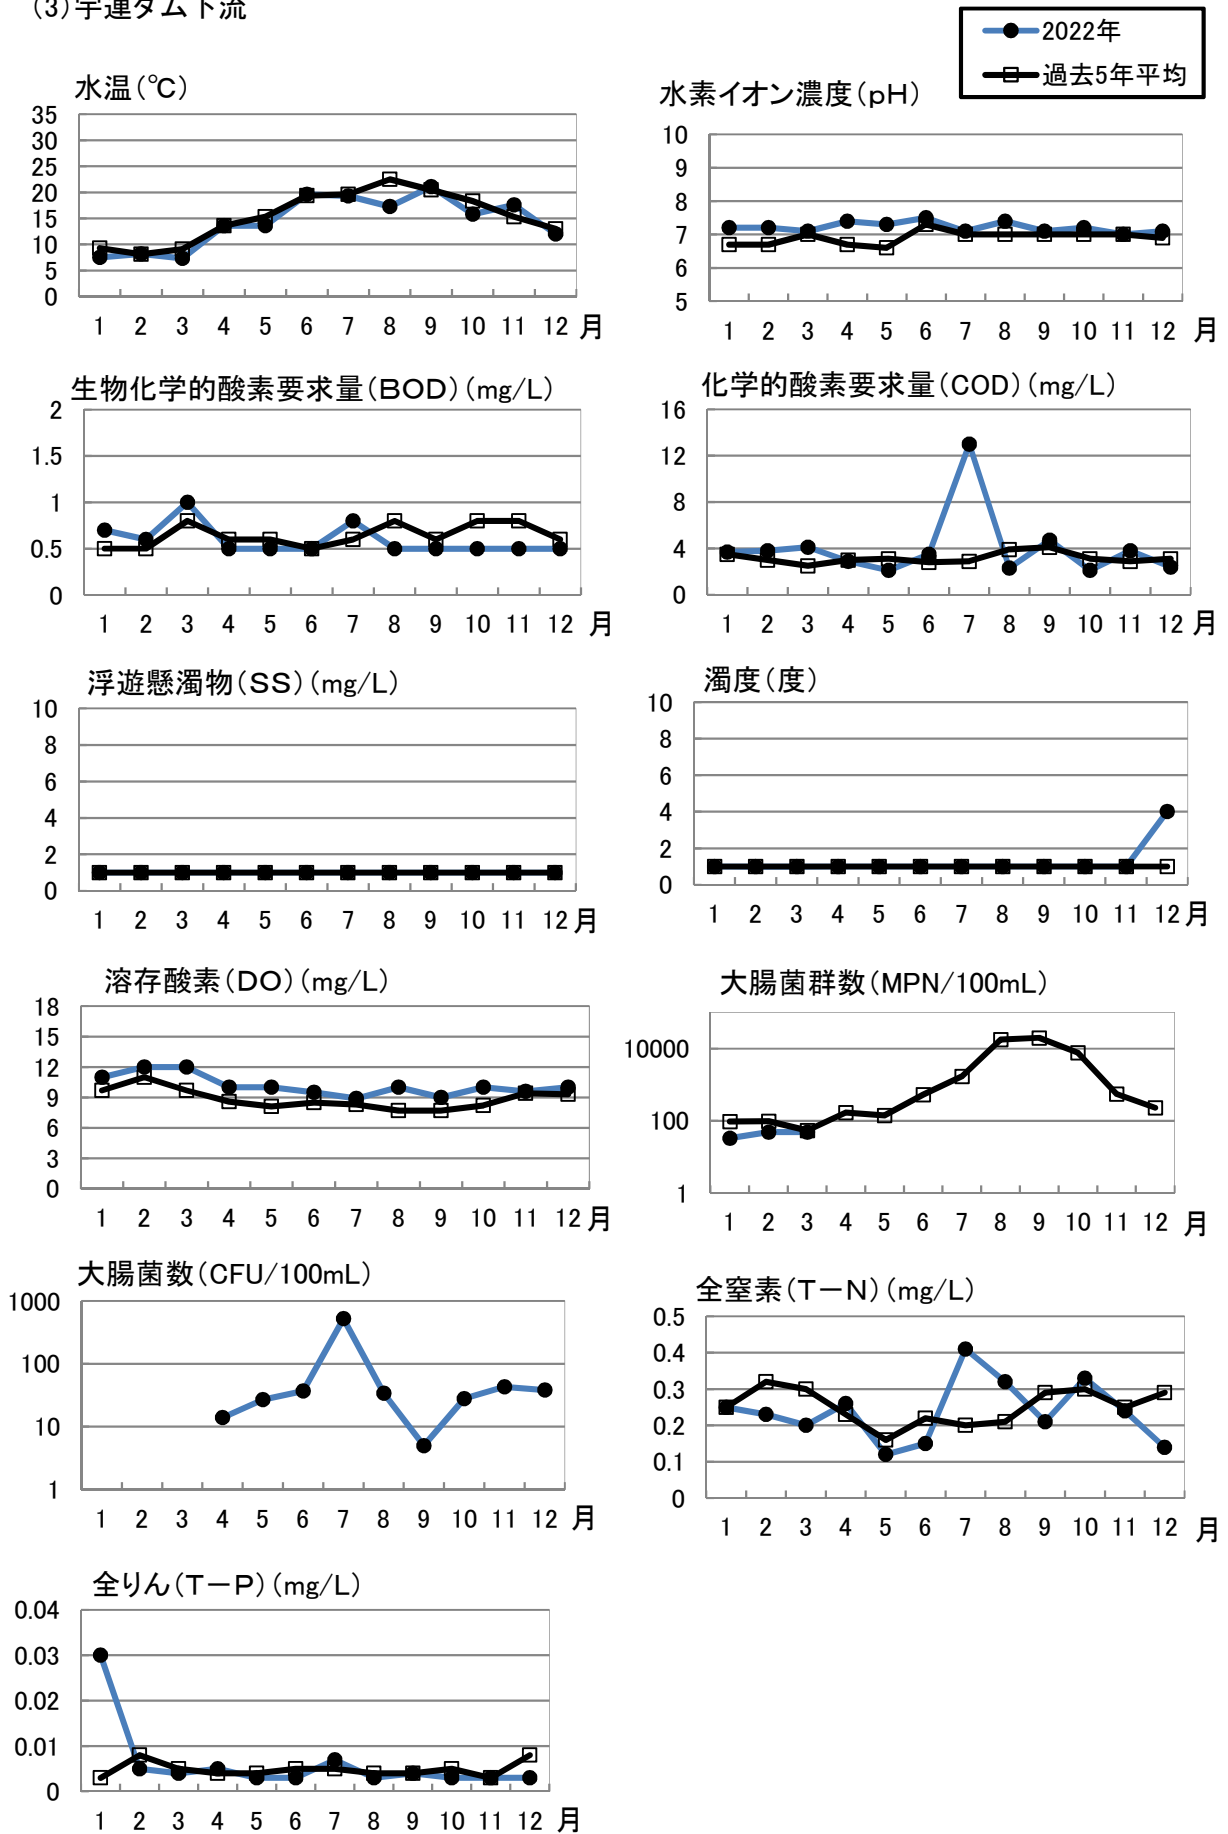 (3)宇連ダム下流
2022年
過去5年平均
水温(℃)
35
30
25
20
15
10
5
0
1 2 3 4 5 6 7 8 9 10 11 12 月
水素イオン濃度(pH)
10
9
8
7
6
5
1 2 3 4 5 6 7 8 9 10 11 12 月
生物化学的酸素要求量(BOD)(mg/L)
2
1.5
1
0.5
0
1 2 3 4 5 6 7 8 9 10 11 12 月
化学的酸素要求量(COD)(mg/L)
16
12
8
4
0
1 2 3 4 5 6 7 8 9 10 11 12 月
浮遊懸濁物(SS)(mg/L)
10
8
6
4
2
0
1 2 3 4 5 6 7 8 9 10 11 12 月
濁度(度)
10
8
6
4
2
0
1 2 3 4 5 6 7 8 9 10 11 12 月
溶存酸素(DO)(mg/L)
18
15
12
9
6
3
0
1 2 3 4 5 6 7 8 9 10 11 12 月
大腸菌群数(MPN/100mL)
10000
100
1
1 2 3 4 5 6 7 8 9 10 11 12 月
大腸菌数(CFU/100mL)
1000
100
10
1
1 2 3 4 5 6 7 8 9 10 11 12 月
全窒素(T－N)(mg/L)
0.5
0.4
0.3
0.2
0.1
0
1 2 3 4 5 6 7 8 9 10 11 12 月
全りん(T－P)(mg/L)
0.04
0.03
0.02
0.01
0
1 2 3 4 5 6 7 8 9 10 11 12 月